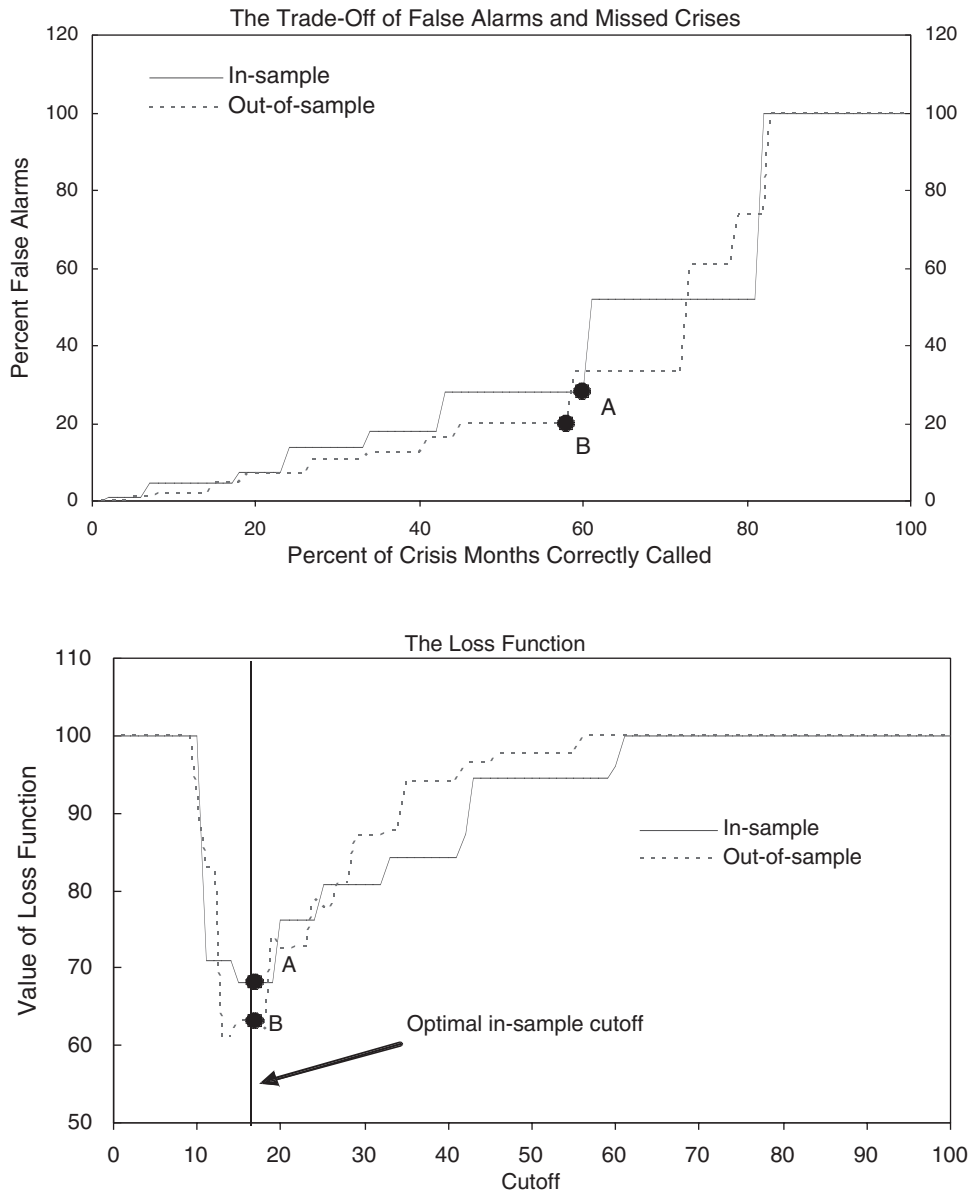 The Trade-Off of False Alarms and Missed Crises
120
100
80
60
40
20
0
120
100
80
60
40
20
0
Percent False Alarms
In-sample
Out-of-sample
A
B
0 20 40 60 80 100
Percent of Crisis Months Correctly Called
The Loss Function
110
100
90
80
70
60
50
Value of Loss Function
In-sample
Out-of-sample
A
B
Optimal in-sample cutoff
0 10 20 30 40 50 60 70 80 90 100
Cutoff